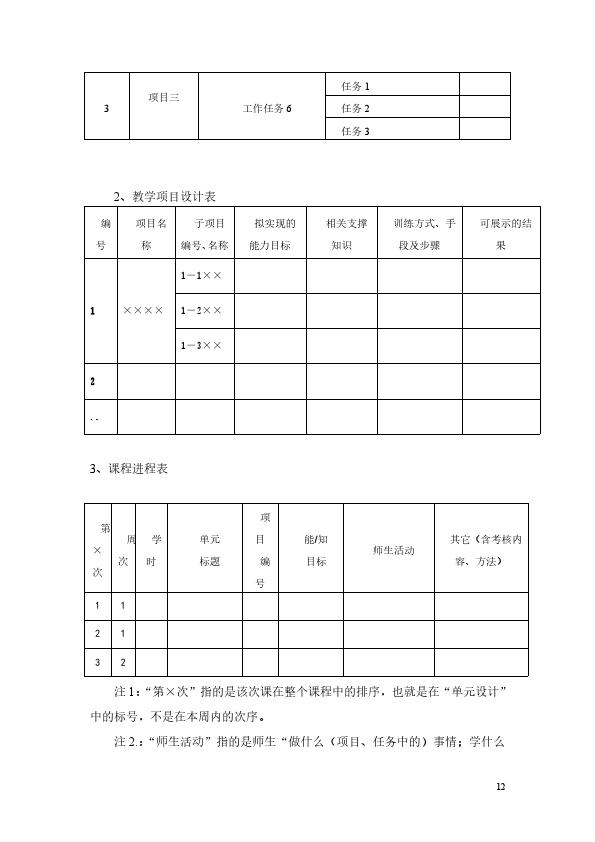 3 项目三 工作任务6 任务1
任务2
任务3
2、教学项目设计表
编号 项目名称 子项目编号、名称 拟实现的能力目标 相关支撑知识 训练方式、手段及步骤 可展示的结果
1 ×××× 1－1××
1－2××
1－3××
2
..
3、课程进程表
第×次 周次 学时 单元标题 项目编号 能/知目标 师生活动 其它（含考核内容、方法）
1 1
2 1
3 2
注1：“第×次”指的是该次课在整个课程中的排序，也就是在“单元设计”
中的标号，不是在本周内的次序。
注2.：“师生活动”指的是师生“做什么（项目、任务中的）事情；学什么
12